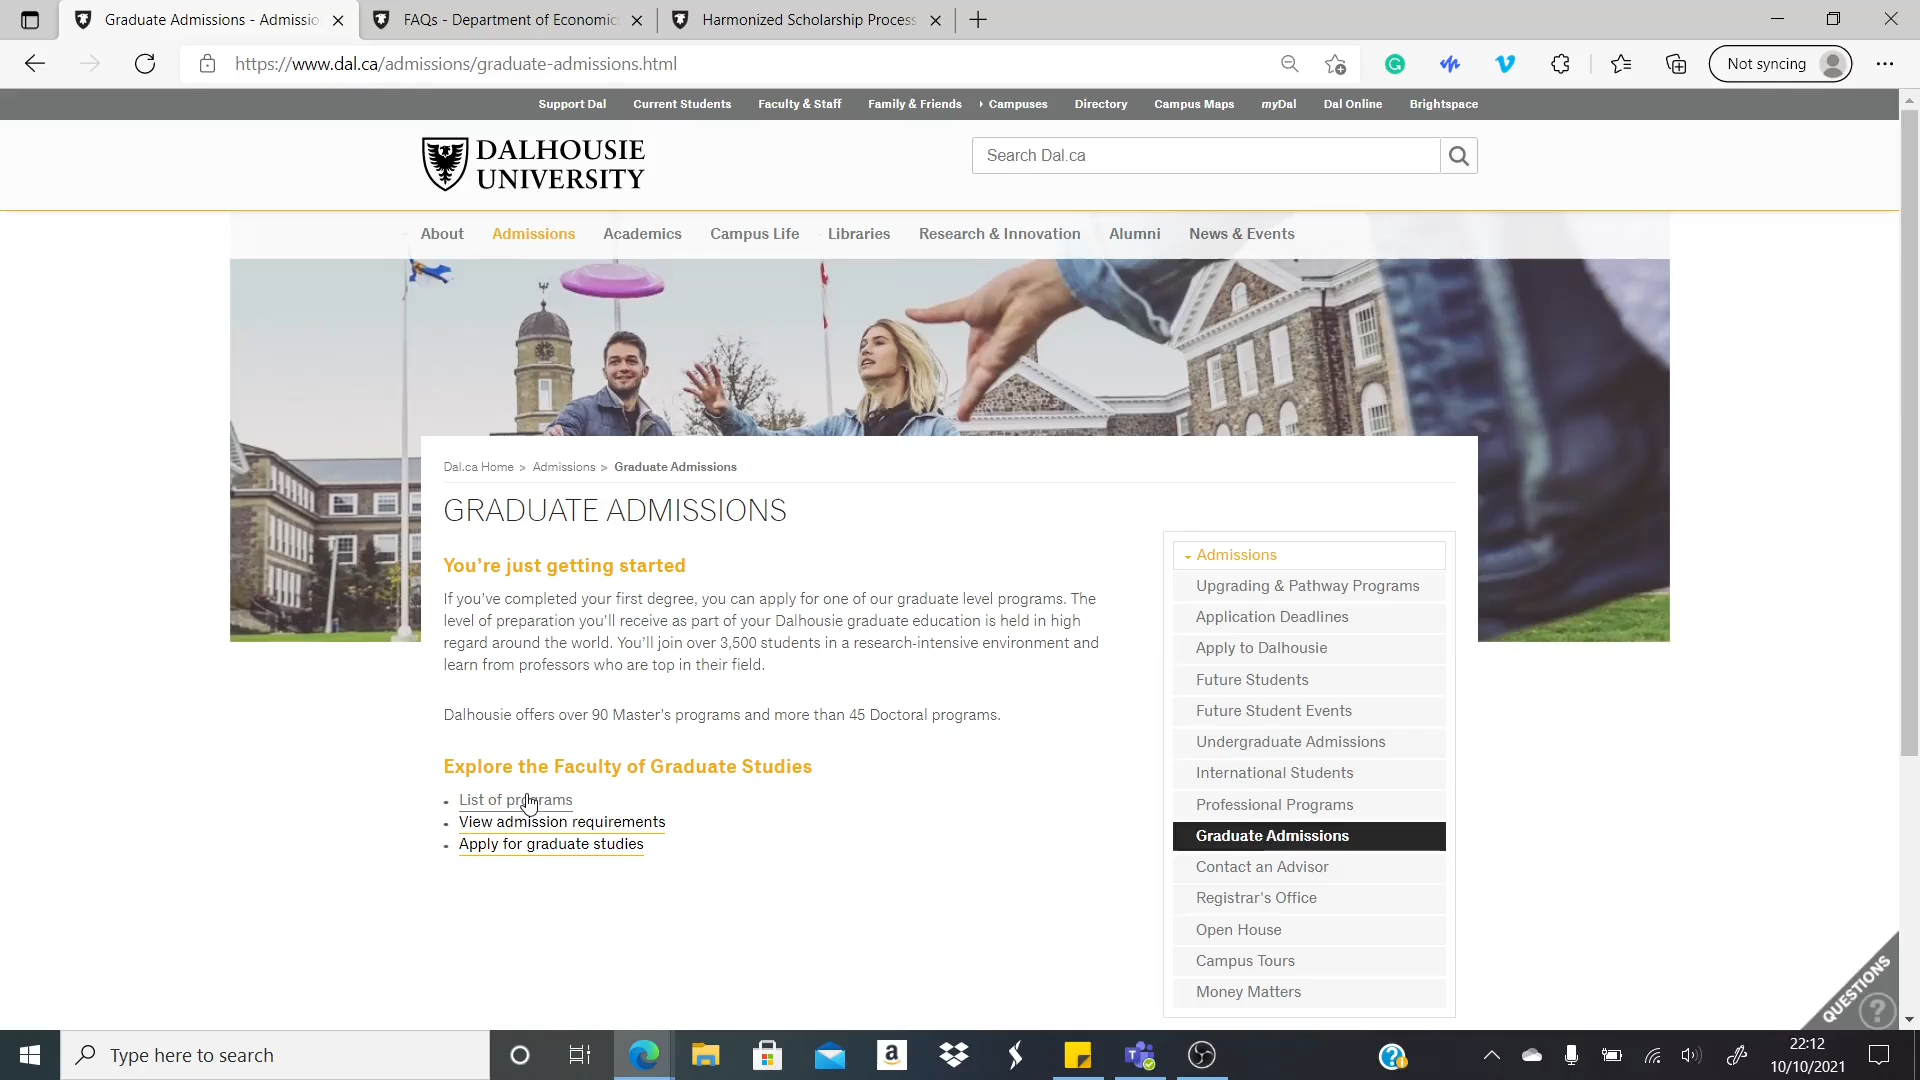 Graduate Admissions - Admissio
FAQs - Department of Economic
Harmonized Scholarship Process
https://www.dal.ca/admissions/graduate-admissions.html
Not syncing
Support Dal
Current Students
Faculty & Staff
Family & Friends
Campuses
Directory
Campus Maps
myDal
Dal Online
Brightspace
DALHOUSIE
UNIVERSITY
Search Dal.ca
About
Admissions
Academics
Campus Life
Libraries
Research & Innovation
Alumni
News & Events
Dal.ca Home > Admissions > Graduate Admissions
GRADUATE ADMISSIONS
You're just getting started
If you've completed your first degree, you can apply for one of our graduate level programs. The
level of preparation you'll receive as part of your Dalhousie graduate education is held in high
regard around the world. You'll join over 3,500 students in a research-intensive environment and
learn from professors who are top in their field.
Dalhousie offers over 90 Master's programs and more than 45 Doctoral programs.
Explore the Faculty of Graduate Studies
List of programs
View admission requirements
Apply for graduate studies
Admissions
Upgrading & Pathway Programs
Application Deadlines
Apply to Dalhousie
Future Students
Future Student Events
Undergraduate Admissions
International Students
Professional Programs
Graduate Admissions
Contact an Advisor
Registrar's Office
Open House
Campus Tours
Money Matters
QUESTIONS ?
Type here to search
22:12
10/10/2021